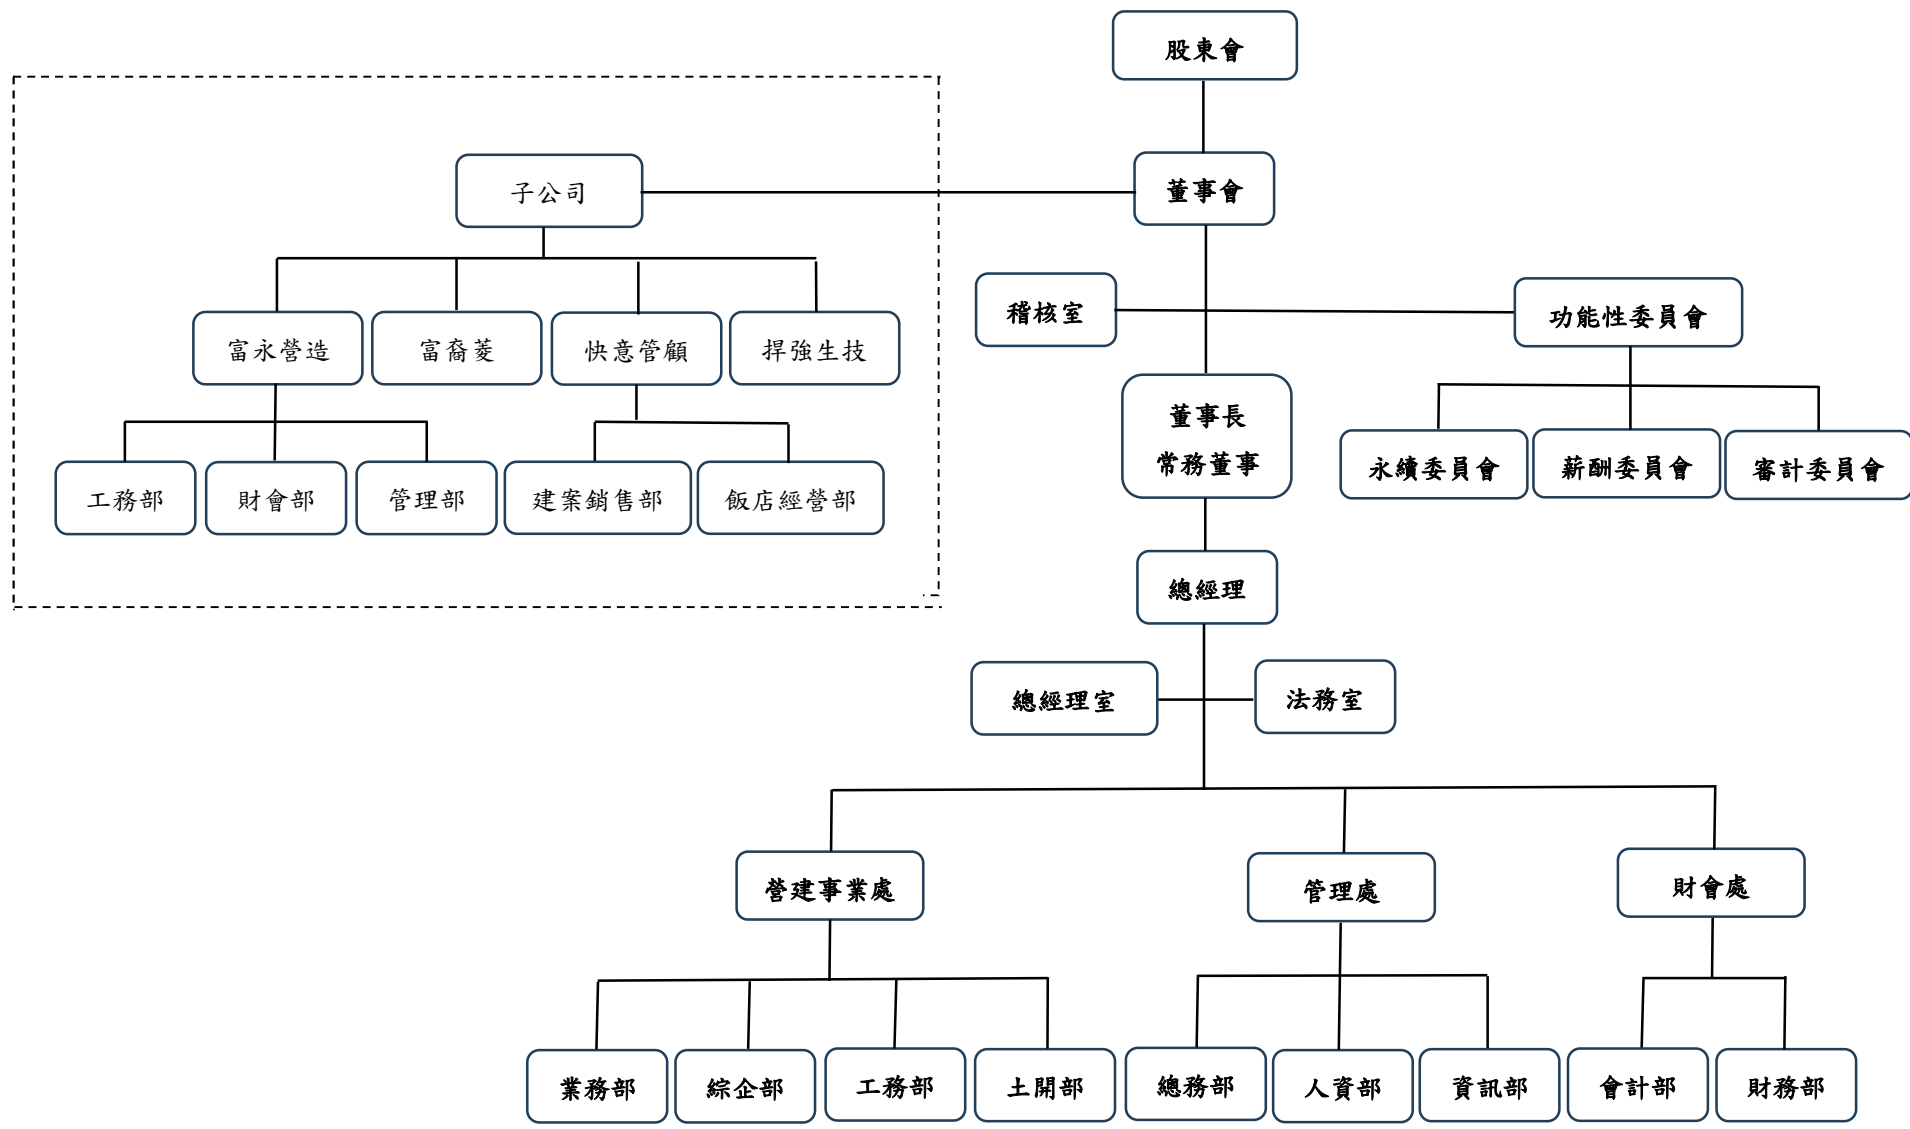 股東會
子公司
董事會
稽核室
功能性委員會
富永營造
富裔菱
快意管顧
捍強生技
董事長
常務董事
永續委員會
薪酬委員會
審計委員會
工務部
財會部
管理部
建案銷售部
飯店經營部
總經理
總經理室
法務室
營建事業處
管理處
財會處
業務部
綜企部
工務部
土開部
總務部
人資部
資訊部
會計部
財務部